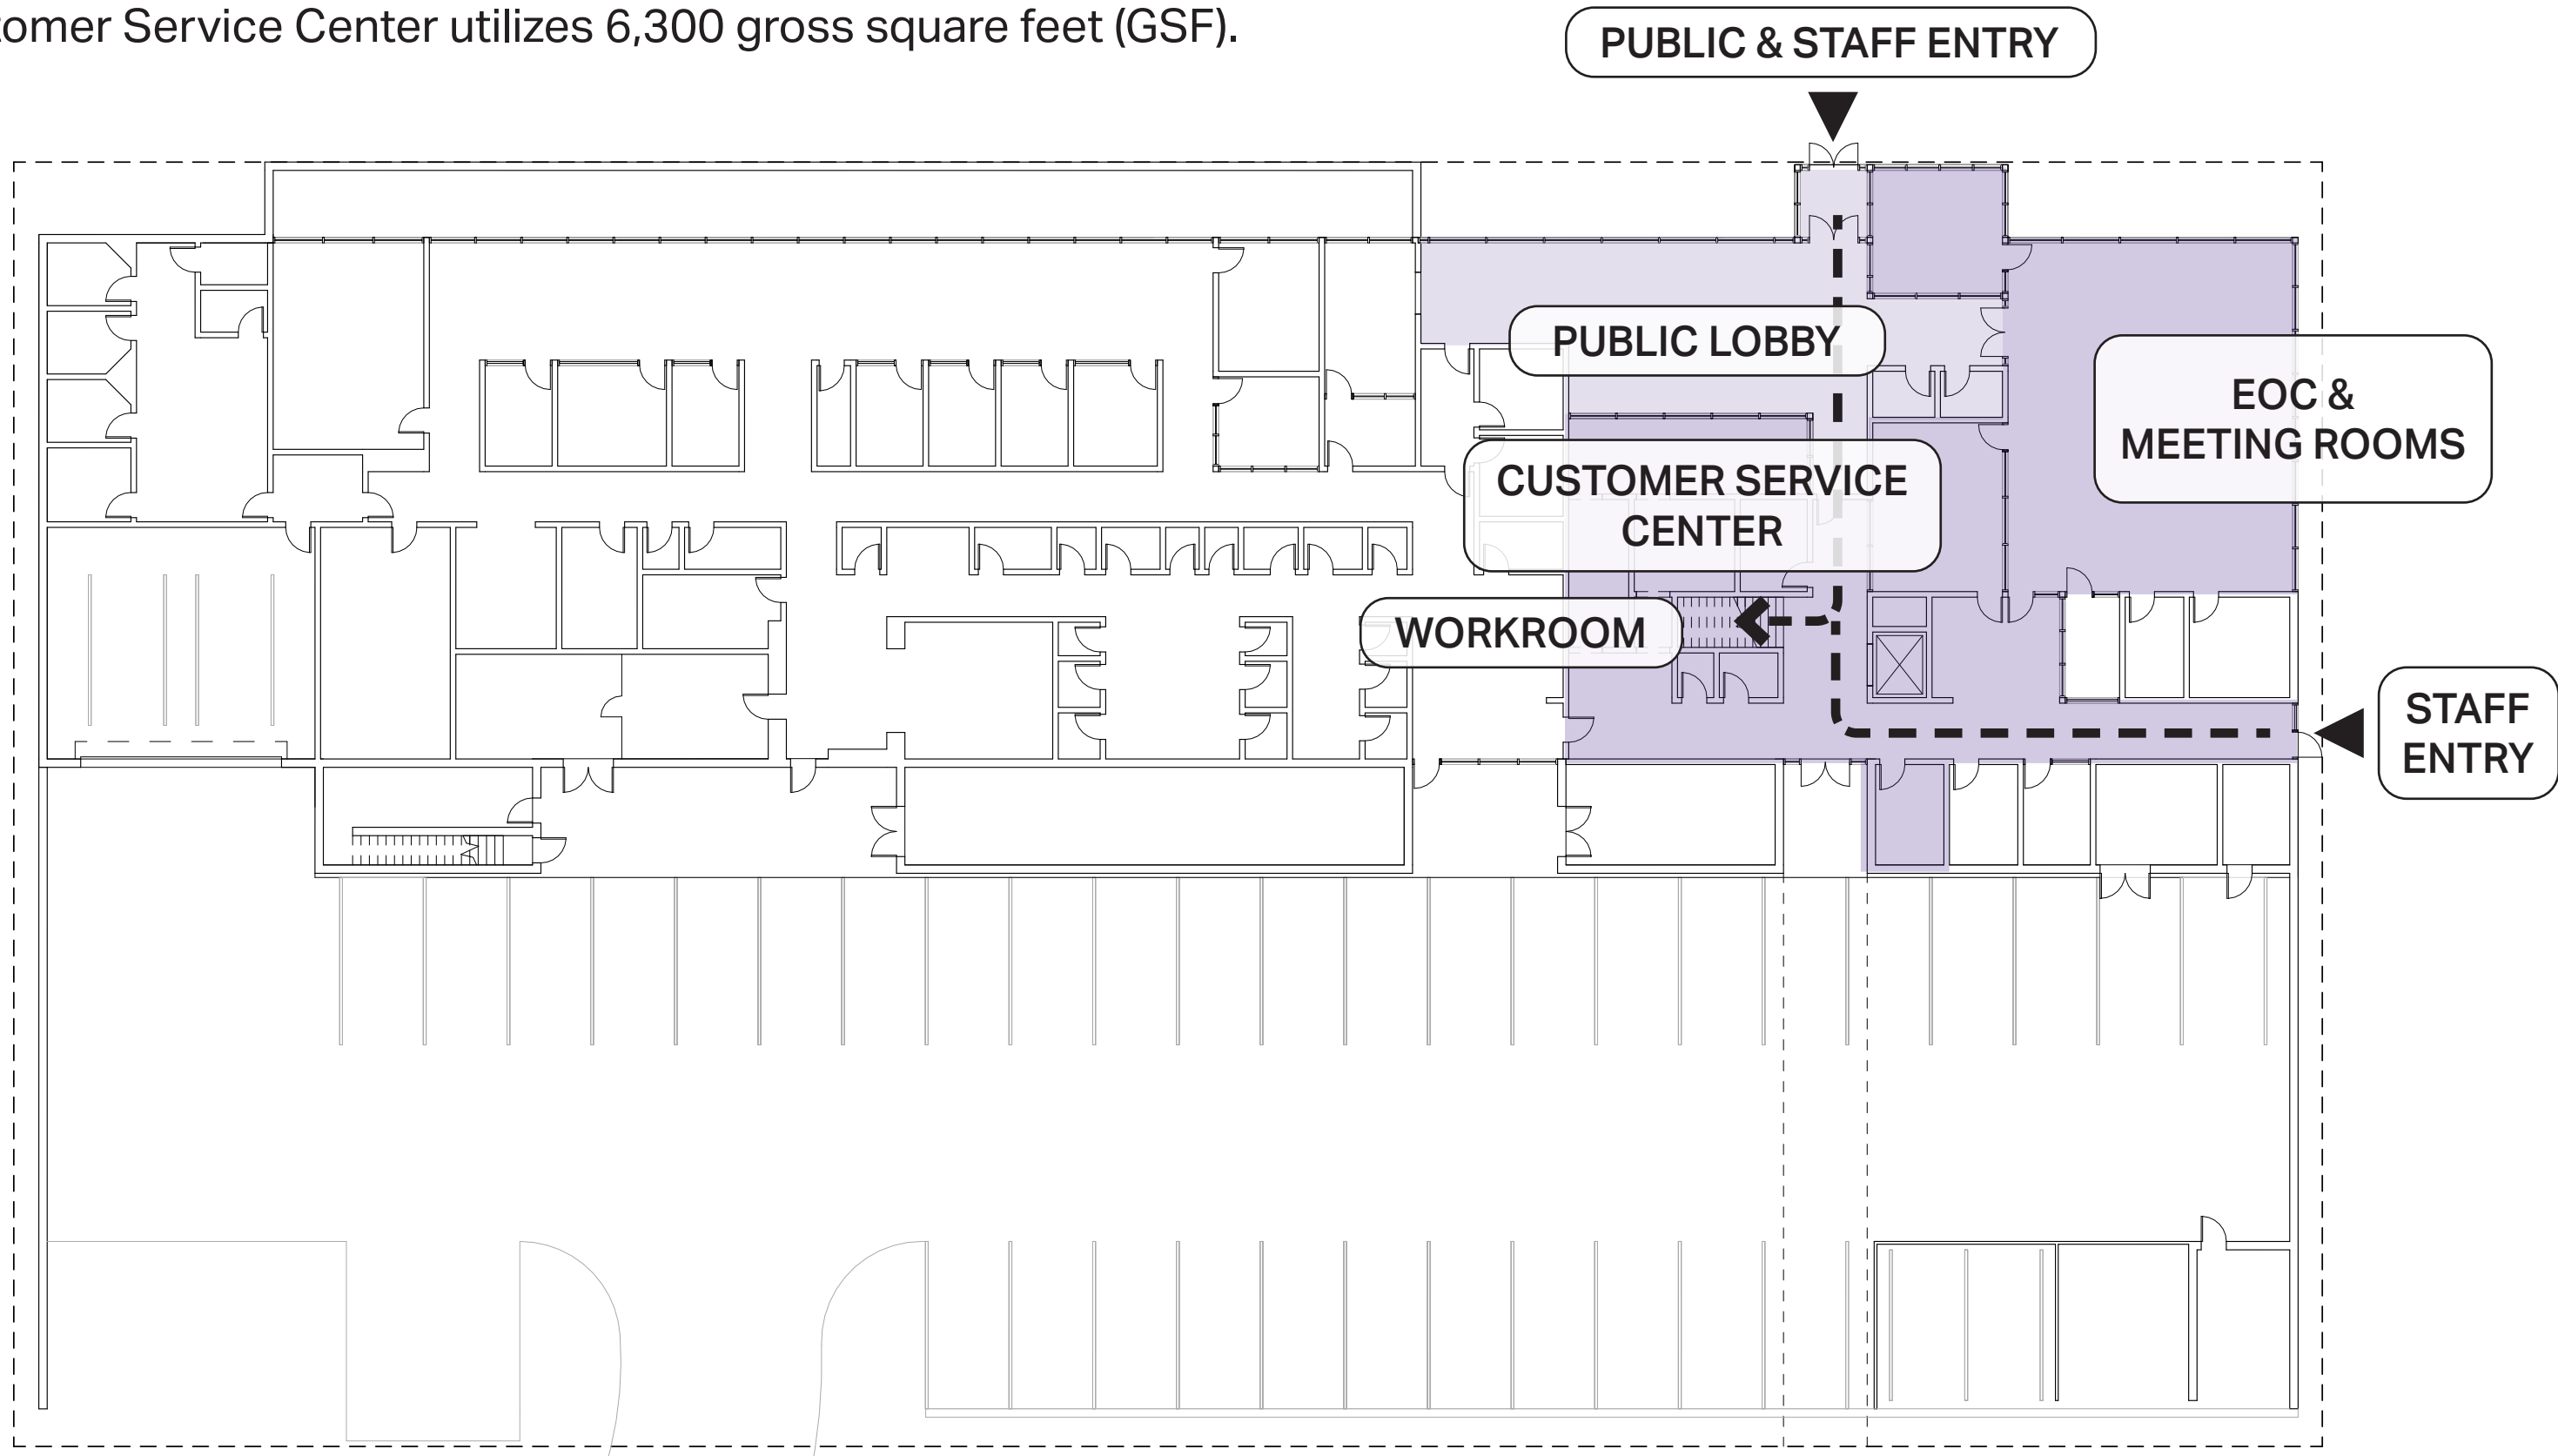 omer Service Center utilizes 6,300 gross square feet (GSF).
PUBLIC & STAFF ENTRY
PUBLIC LOBBY
EOC &
MEETING ROOMS
CUSTOMER SERVICE
CENTER
WORKROOM
STAFF
ENTRY